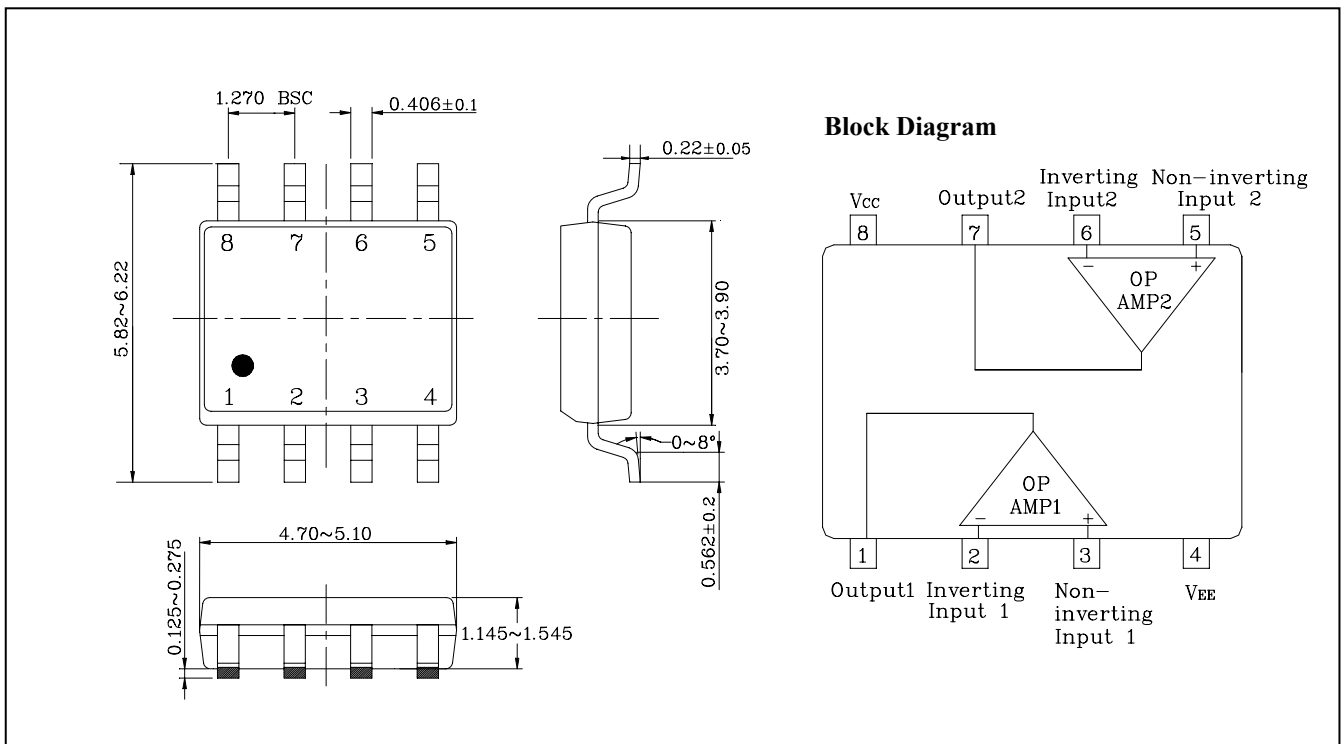 1.270 BSC
0.406±0.1
8 7 6 5
1 2 3 4
5.82~6.22
0.22±0.05
3.70~3.90
0~8°
0.562±0.2
4.70~5.10
0.125~0.275
1.145~1.545
Block Diagram
Vcc
Output2
Inverting
Input2
Non-inverting
Input 2
8 7 6 5
- +
OP
AMP2
OP
AMP1
- +
1 2 3 4
Output1
Inverting
Input 1
Non-
inverting
Input 1
VEE